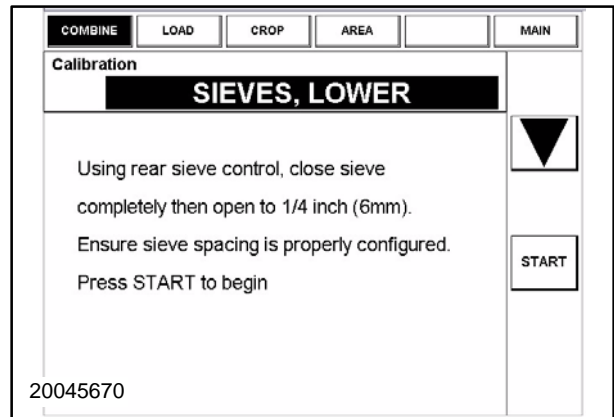 COMBINE LOAD CROP AREA MAIN
Calibration
SIEVES, LOWER
Using rear sieve control, close sieve
completely then open to 1/4 inch (6mm).
Ensure sieve spacing is properly configured.
Press START to begin
START
20045670